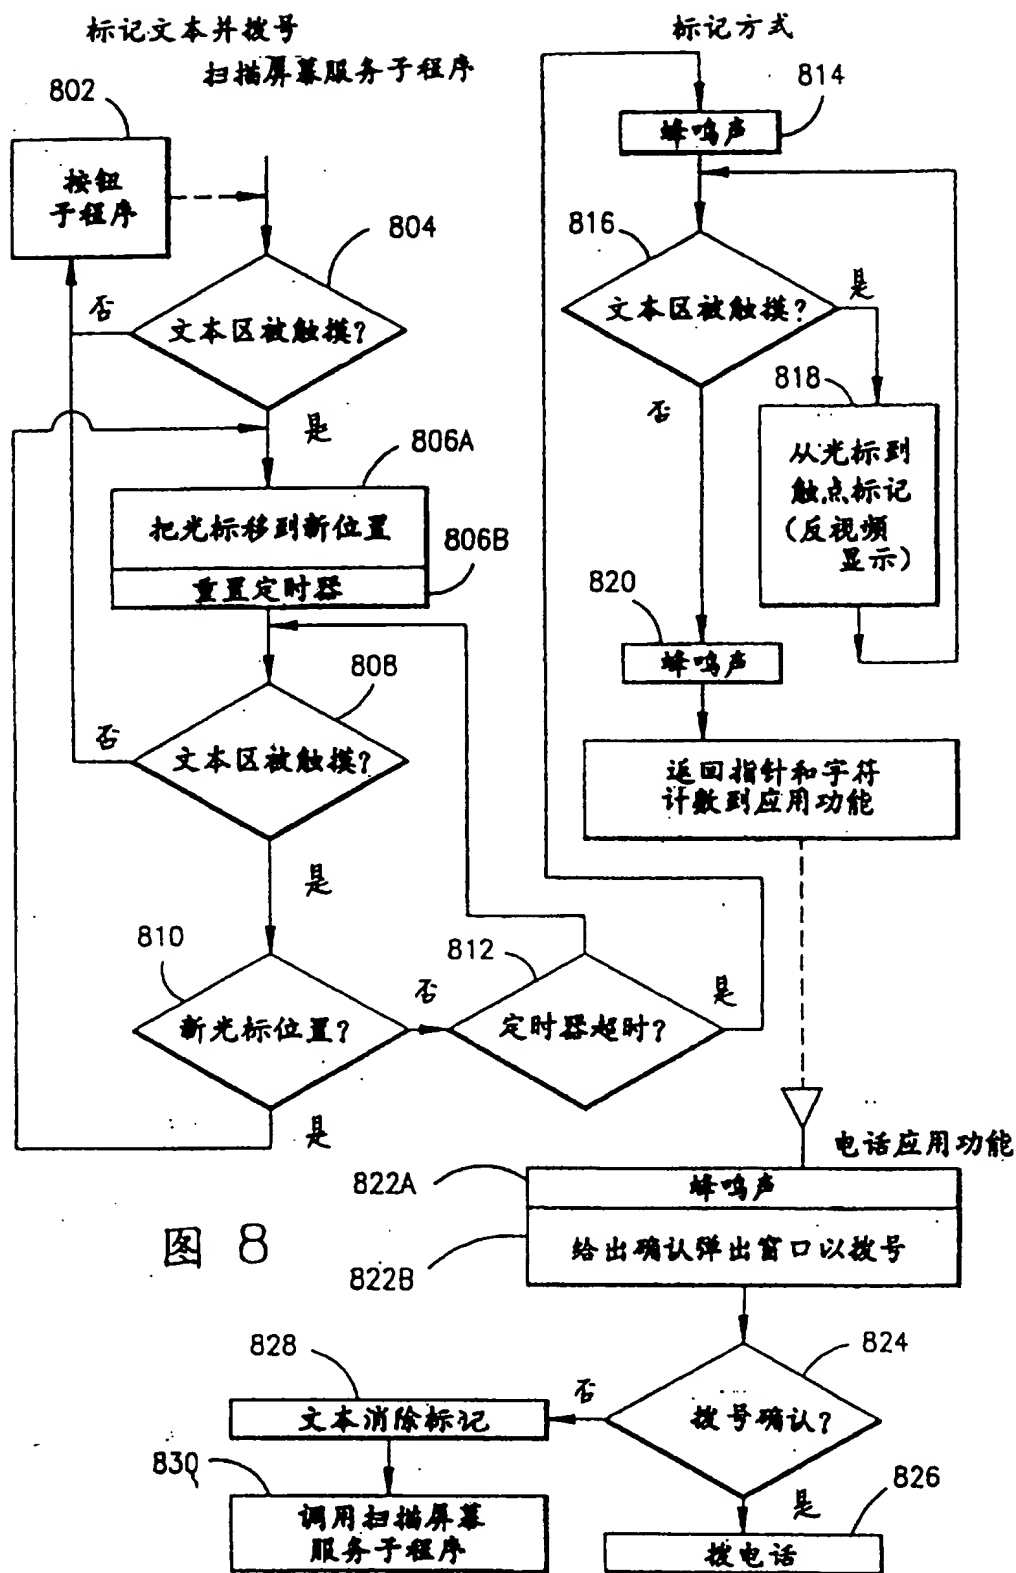 标记文本并拨号
扫描屏幕服务子程序
802
按钮
子程序
804
否
文本区被触摸?
是
806A
把光标移到新位置
806B
重置定时器
808
否
文本区被触摸?
是
810
新光标位置?
否
是
812
定时器超时?
是
标记方式
814
蜂鸣声
816
文本区被触摸?
是
否
818
从光标到
触点标记
(反视频
显示)
820
蜂鸣声
返回指针和字符
计数到应用功能
电话应用功能
822A
蜂鸣声
822B
给出确认弹出窗口以拨号
图 8
824
拨号确认?
否
是
828
文本消除标记
830
调用扫描屏幕
服务子程序
826
拨电话